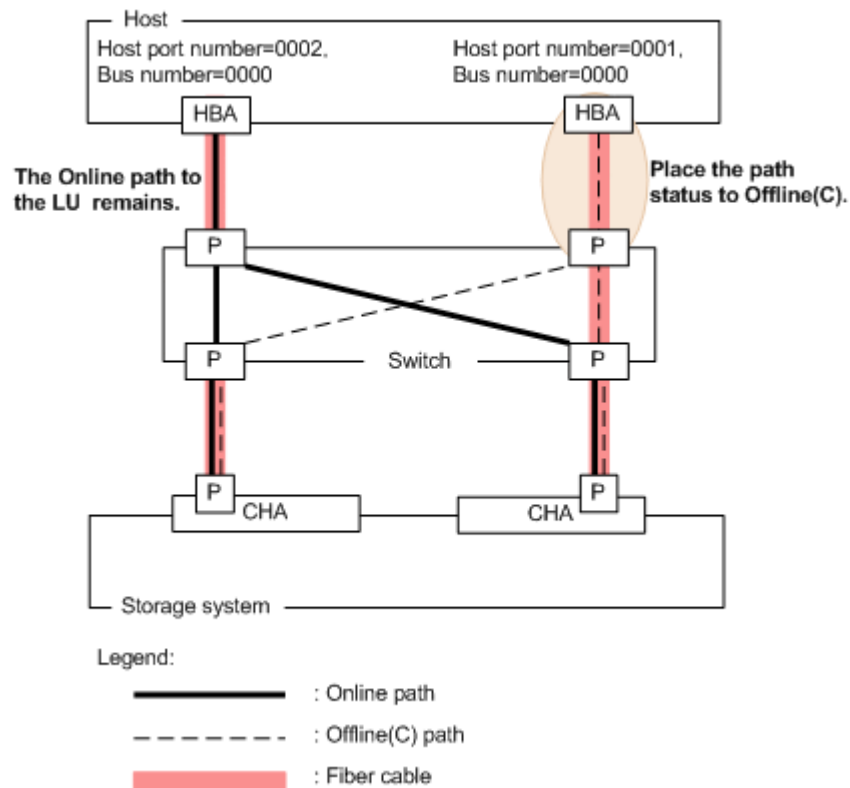 Host
Host port number=0002,
Bus number=0000
Host port number=0001,
Bus number=0000
HBA
HBA
The Online path to
the LU remains.
Place the path
status to Offline(C).
P
P
P
Switch
P
P
CHA
P
CHA
Storage system
Legend:
: Online path
: Offline(C) path
: Fiber cable